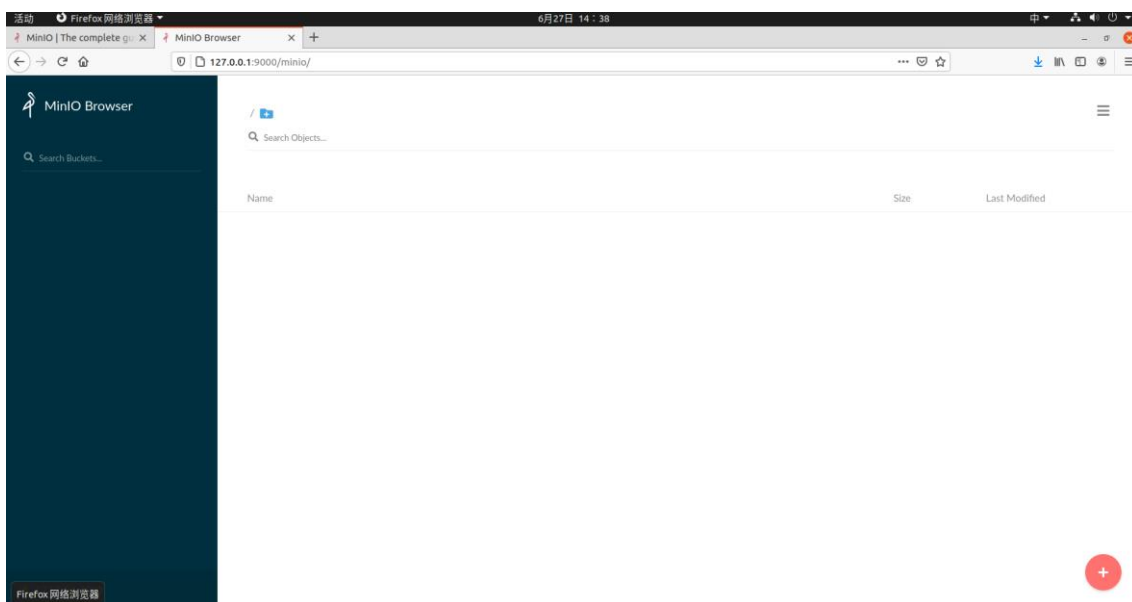 活动 Firefox 网络浏览器 6月27日 14：38 中
MinIO | The complete gu MinIO Browser
127.0.0.1:9000/minio/
MinIO Browser
/
Search Objects...
Search Buckets...
Name Size Last Modified
Firefox 网络浏览器